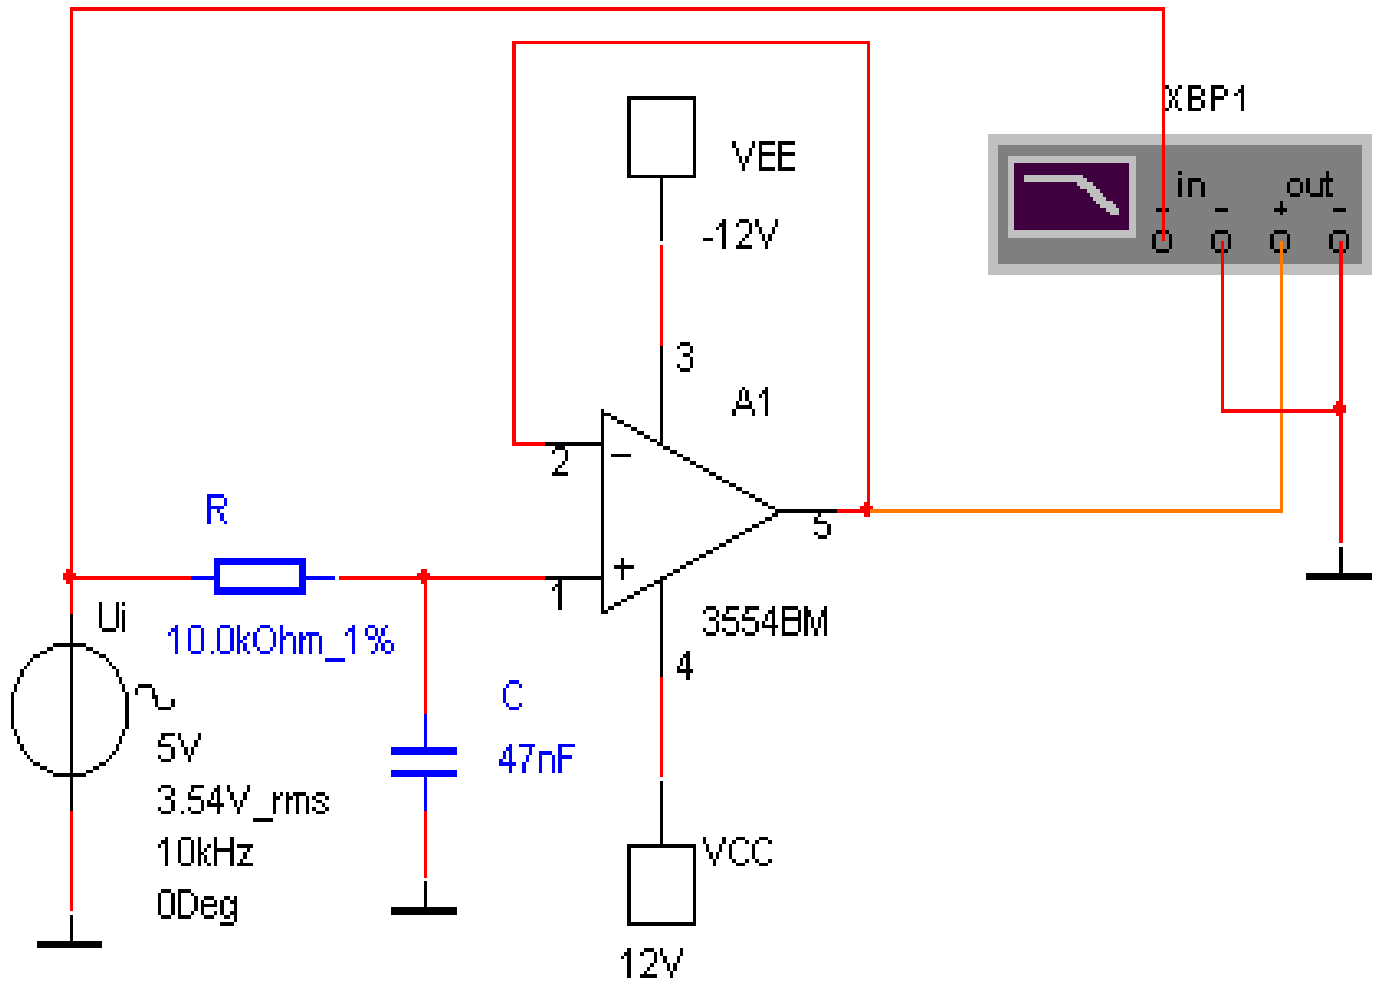 XBP1
in out
- - + -
VEE
-12V
3
A1
2
−
R
5
+
1
Ui
10.0kOhm_1%
3554BM
4
C
5V
47nF
3.54V_rms
10kHz
VCC
0Deg
12V